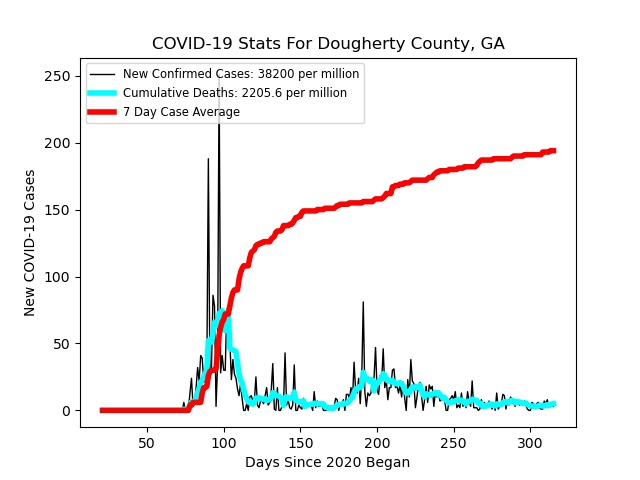 COVID-19 Stats For Dougherty County, GA
New Confirmed Cases: 38200 per million
Cumulative Deaths: 2205.6 per million
7 Day Case Average
New COVID-19 Cases
250
200
150
100
50
0
50 100 150 200 250 300
Days Since 2020 Began